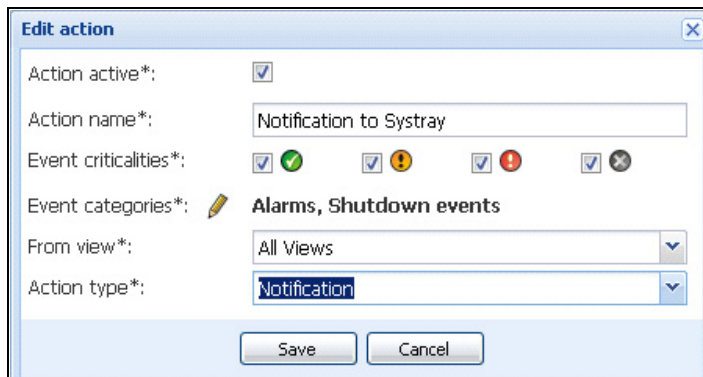 Edit action
Action active*:
Action name*: Notification to Systray
Event criticalities*:
Event categories*: Alarms, Shutdown events
From view*: All Views
Action type*: Notification
Save Cancel